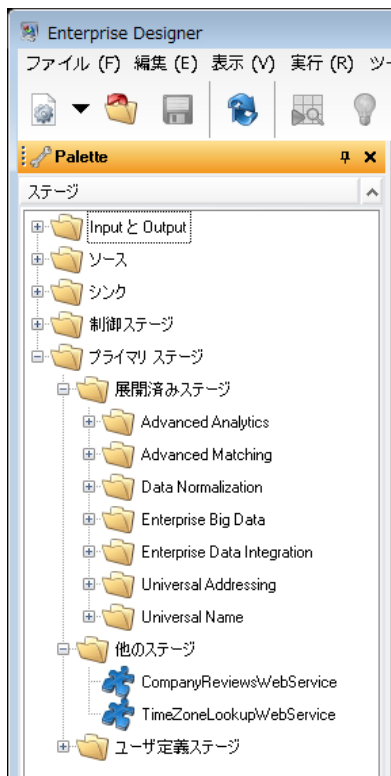 Enterprise Designer
ファイル (F) 編集 (E) 表示 (V) 実行 (R) ツー
Palette
ステージ
Input と Output
ソース
シンク
制御ステージ
プライマリ ステージ
展開済みステージ
Advanced Analytics
Advanced Matching
Data Normalization
Enterprise Big Data
Enterprise Data Integration
Universal Addressing
Universal Name
他のステージ
CompanyReviewsWebService
TimeZoneLookupWebService
ユーザ定義ステージ